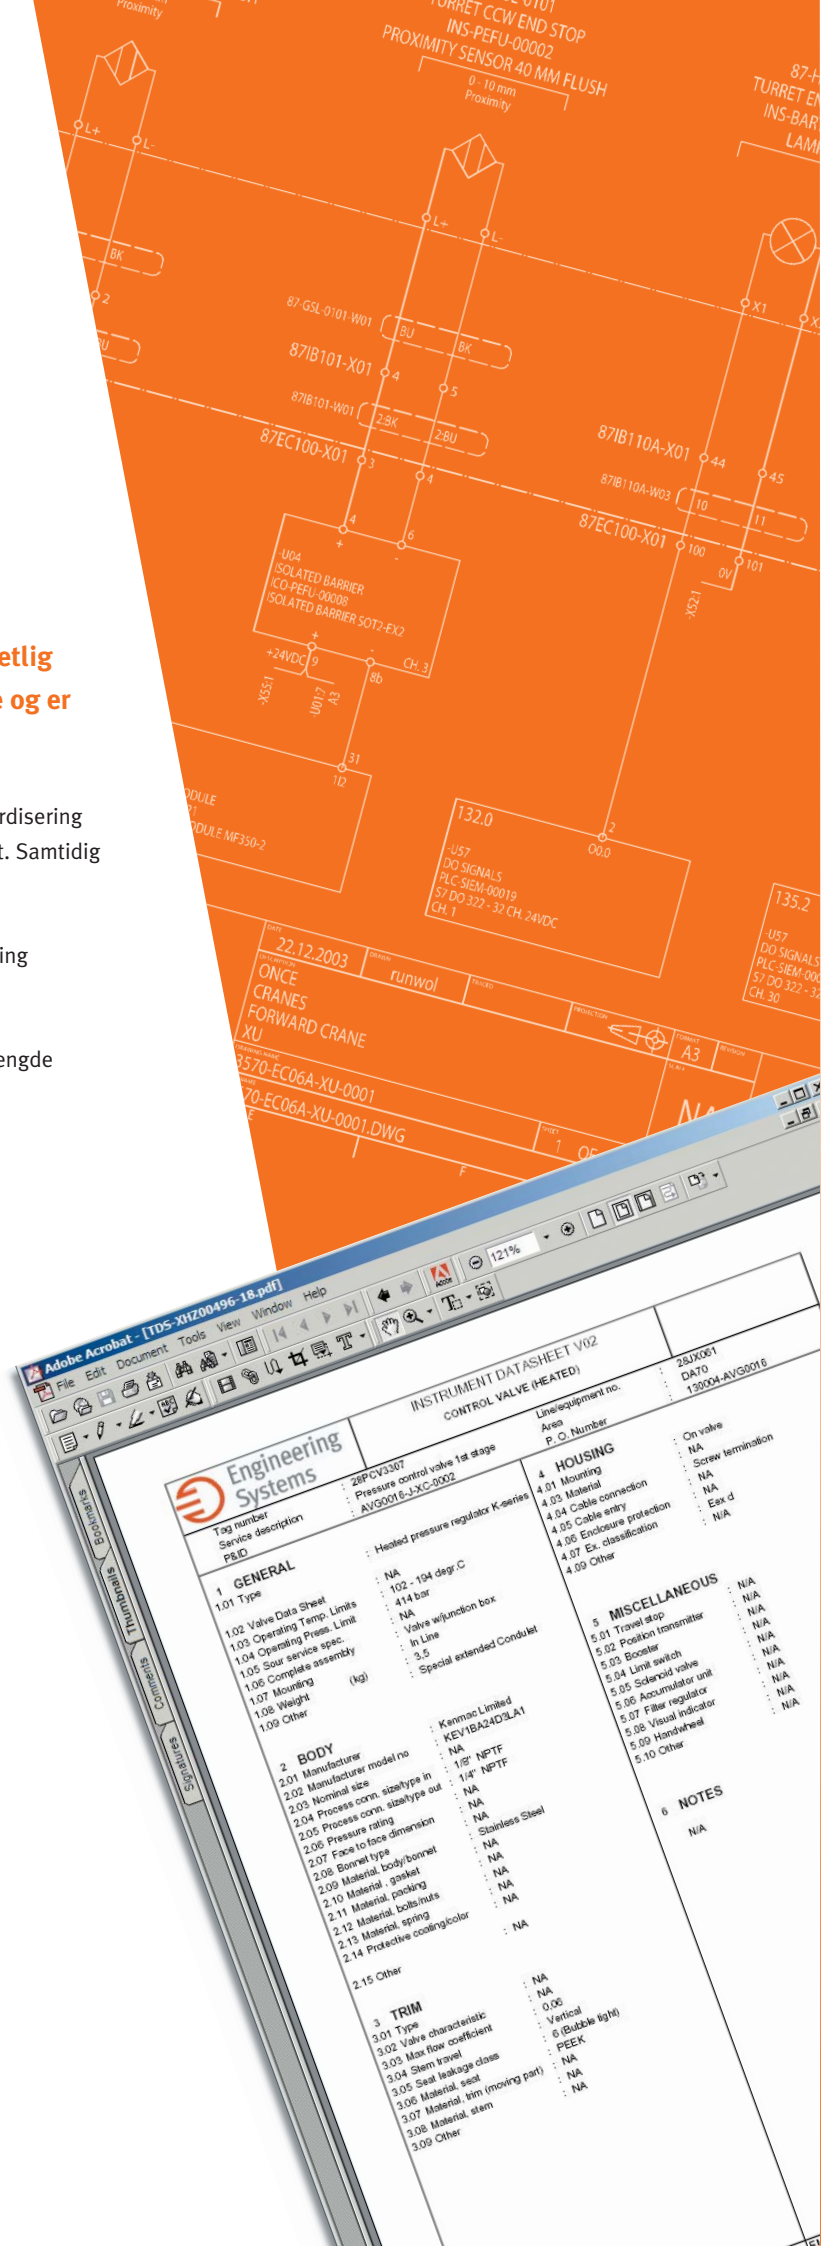 Proximity
TURRET CCW END STOP
INS-PEFU-00002
PROXIMITY SENSOR 40 MM FLUSH
0 - 10 mm
Proximity
L+
L-
BK
2
L+
L-
X1
87-GSL-0101-W01
BU
BK
87IB101-X01
4
5
87IB101-W01
2:BK
2:BU
87EC100-X01
3
4
87IB110A-X01
44
45
87IB110A-W03
10
11
87EC100-X01
100
101
0V
-X52:1
4
6
+
-
-U04
ISOLATED BARRIER
ICO-PEFU-00008
ISOLATED BARRIER SOT2-EX2
+
-
CH. 3
+24VDC
9
8b
-X55:1
-U01:7
A3
31
1I2
MODULE MF350-2
132.0
2
O0.0
-U57
DO SIGNALS
PLC-SIEM-00019
S7 DO 322 - 32 CH. 24VDC
CH. 1
135.2
-U57
DO SIGNALS
CH. 30
etlig
e og er
rdisering
t. Samtidig
ing
engde
DATE
22.12.2003
DRAWN
runwol
TRACED
PROJECTION
FORMAT
A3
REVISION
ONCE
CRANES
FORWARD CRANE
XU
3570-EC06A-XU-0001
70-EC06A-XU-0001.DWG
SHEET
1 OF
F
Adobe Acrobat - [TDS-XHZ00496-18.pdf]
File Edit Document Tools View Window Help
121%
Bookmarks
Thumbnails
Comments
Signatures
Engineering
Systems
INSTRUMENT DATASHEET V02
CONTROL VALVE (HEATED)
Tag number : 28PCV3307
Service description : Pressure control valve 1st stage
P&ID : AVG0016-J-XC-0002
Line/equipment no. : 28JX061
Area : DA70
P. O. Number : 130004-AVG0016
1 GENERAL
1.01 Type : Heated pressure regulator K-series
1.02 Valve Data Sheet : NA
1.03 Operating Temp. Limits : 102 - 194 degr.C
1.04 Operating Press. Limit : 414 bar
1.05 Sour service spec. : NA
1.06 Complete assembly : Valve w/junction box
1.07 Mounting : In Line
1.08 Weight (kg) : 3,5
1.09 Other : Special extended Condulet
2 BODY
2.01 Manufacturer : Kenmac Limited
2.02 Manufacturer model no : KEV1BA24D3LA1
2.03 Nominal size : NA
2.04 Process conn. size/type in : 1/8" NPTF
2.05 Process conn. size/type out : 1/4" NPTF
2.06 Pressure rating : NA
2.07 Face to face dimension : NA
2.08 Bonnet type : NA
2.09 Material, body/bonnet : Stainless Steel
2.10 Material , gasket : NA
2.11 Material, packing : NA
2.12 Material, bolts/nuts : NA
2.13 Material, spring : NA
2.14 Protective coating/color : NA
2.15 Other : NA
3 TRIM
3.01 Type : NA
3.02 Valve characteristic : NA
3.03 Max flow coefficient : 0.06
3.04 Stem travel : Vertical
3.05 Seat leakage class : 6 (Bubble tight)
3.06 Material, seat : PEEK
3.07 Material, trim (moving part) : NA
3.08 Material, stem : NA
3.09 Other : NA
4 HOUSING
4.01 Mounting : On valve
4.03 Material : NA
4.04 Cable connection : Screw termination
4.05 Cable entry : NA
4.06 Enclosure protection : NA
4.07 Ex. classification : Eex d
4.09 Other : N/A
5 MISCELLANEOUS
5.01 Travel stop : N/A
5.02 Position transmitter : N/A
5.03 Booster : N/A
5.04 Limit switch : N/A
5.05 Solenoid valve : N/A
5.06 Accumulator unit : N/A
5.07 Filter regulator : N/A
5.08 Visual indicator : N/A
5.09 Handwheel : N/A
5.10 Other : N/A
6 NOTES
N/A